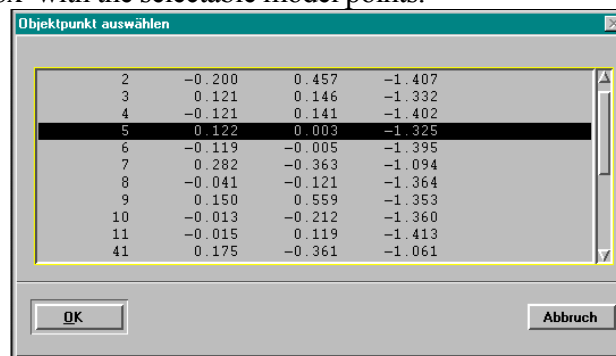 with the selectable model points.
Objektpunkt auswählen
2 -0.200 0.457 -1.407
3 0.121 0.146 -1.332
4 -0.121 0.141 -1.402
5 0.122 0.003 -1.325
6 -0.119 -0.005 -1.395
7 0.282 -0.363 -1.094
8 -0.041 -0.121 -1.364
9 0.150 0.559 -1.353
10 -0.013 -0.212 -1.360
11 -0.015 0.119 -1.413
41 0.175 -0.361 -1.061
OK Abbruch